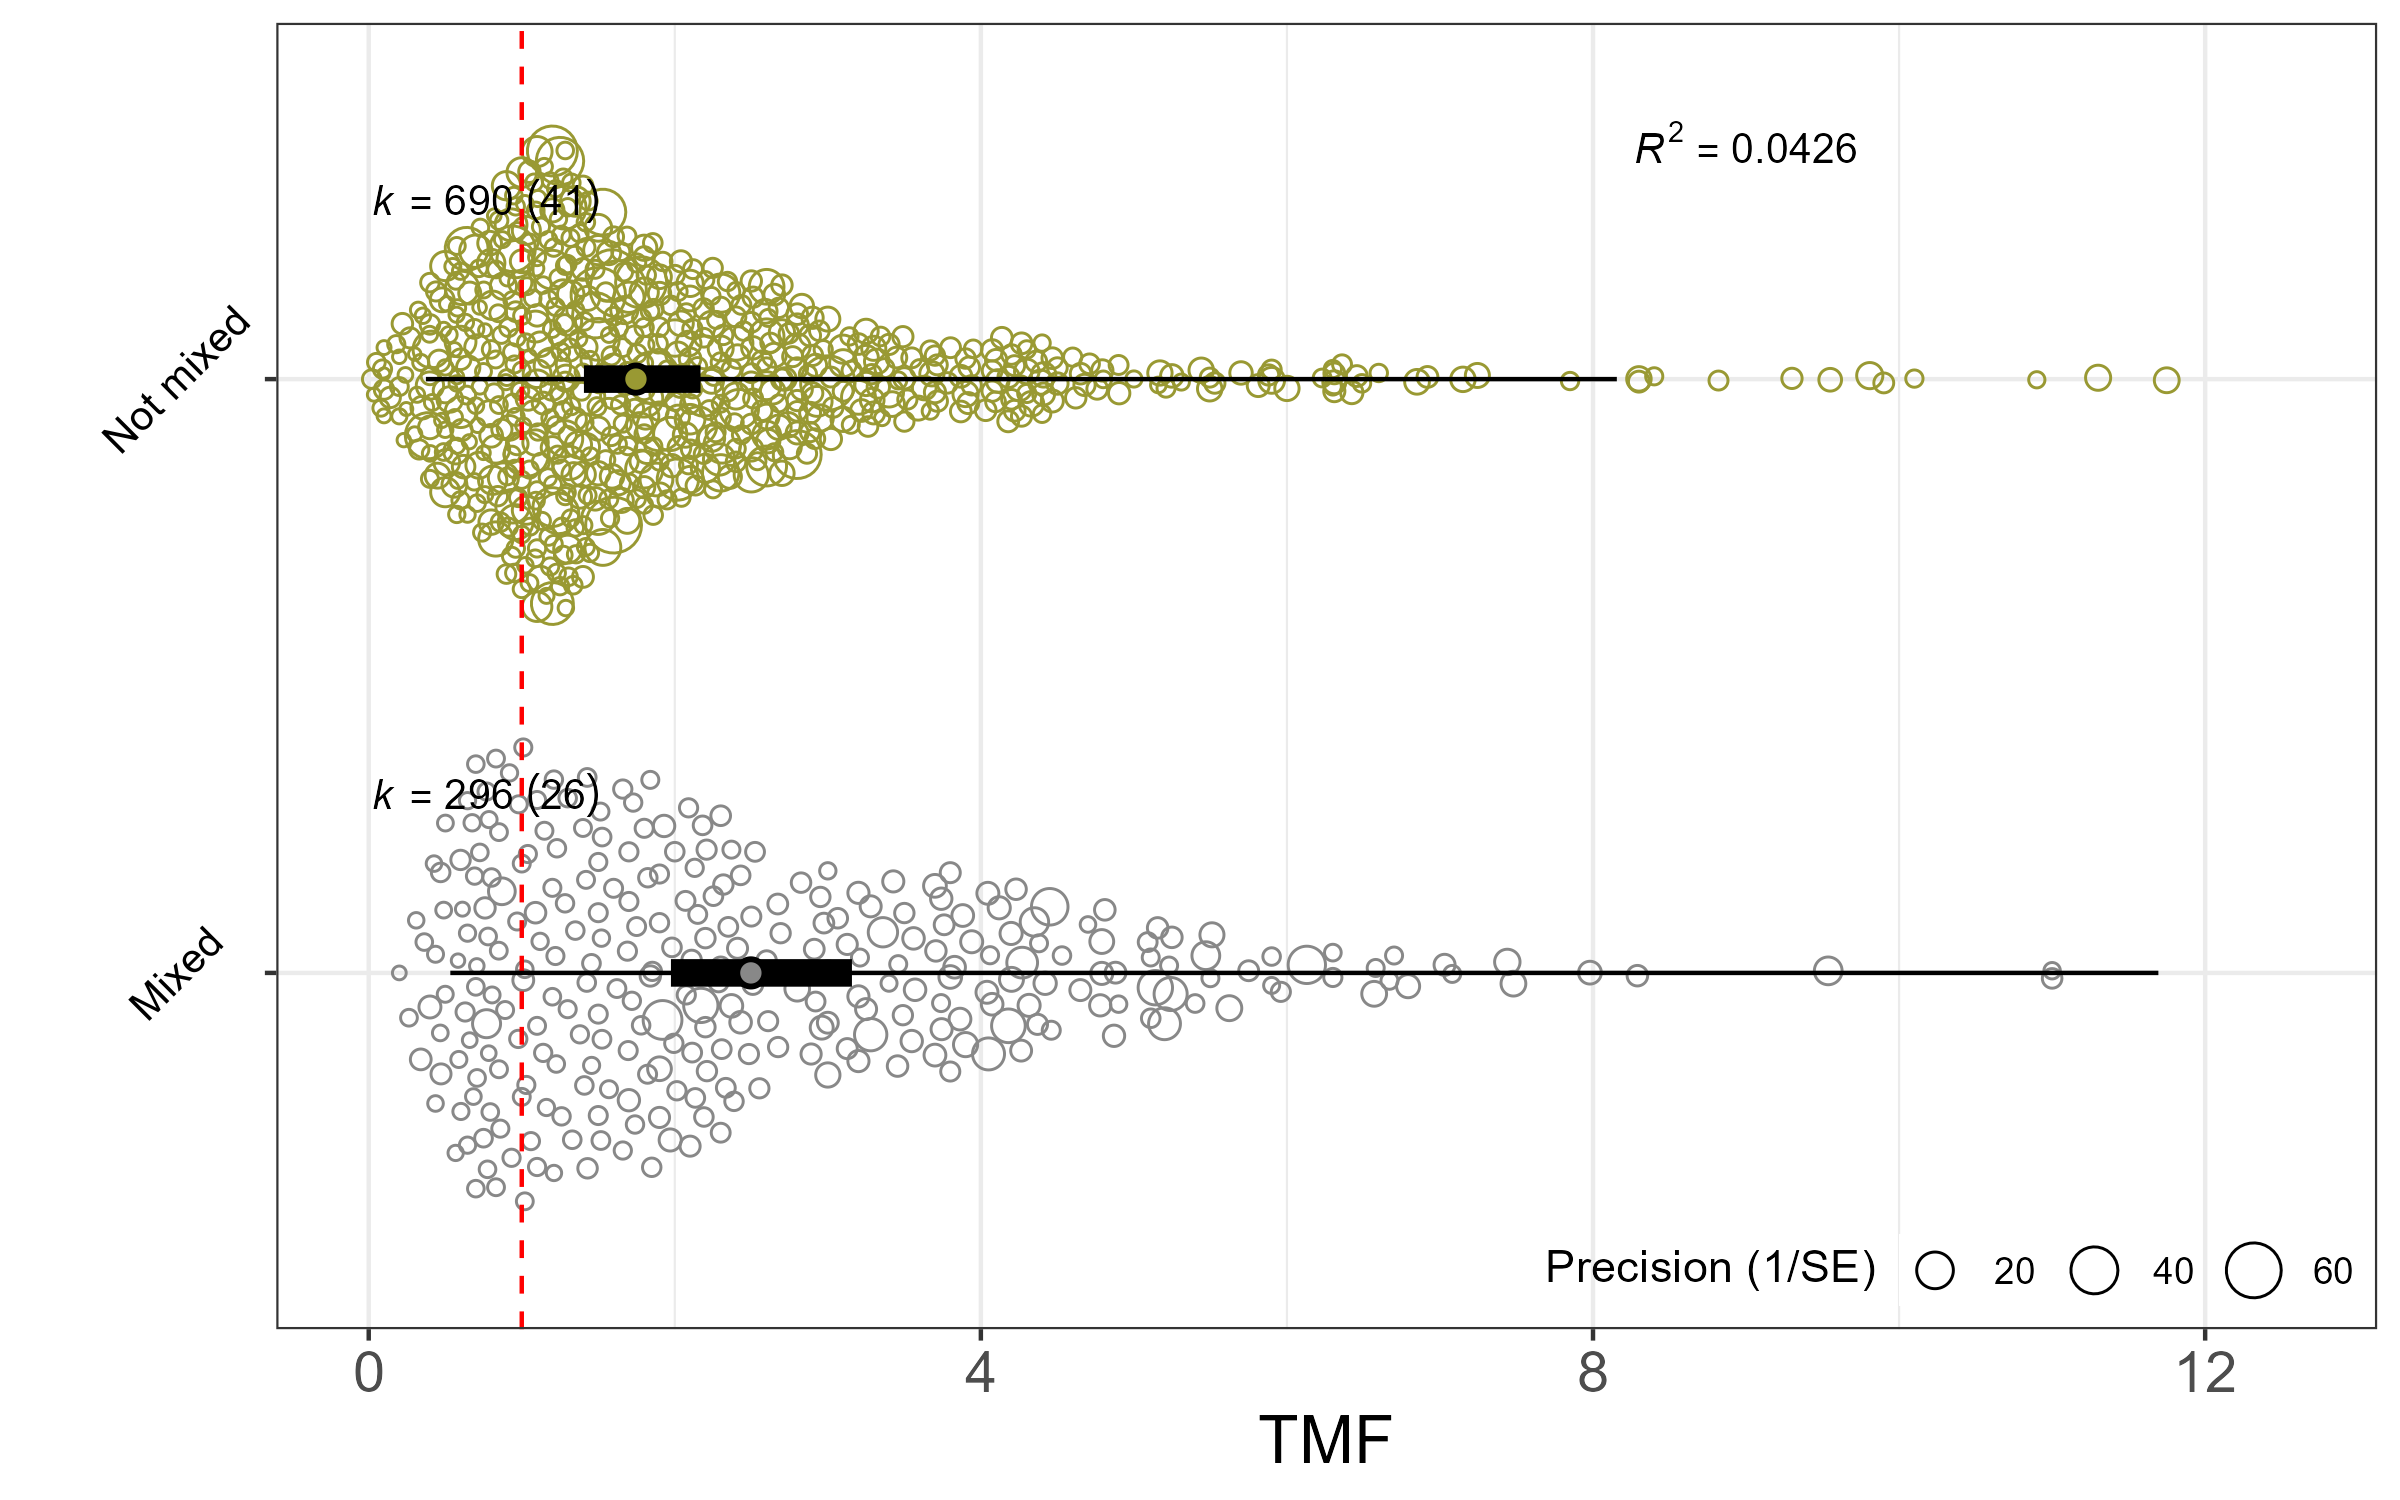 R² = 0.0426
k = 690 (41)
Not mixed
k = 296 (26)
Mixed
Precision (1/SE) 20 40 60
0 4 8 12
TMF